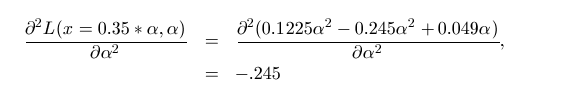 ∂²L(x = 0.35 ∗ α, α) / ∂α² = ∂²(0.1225α² − 0.245α² + 0.049α) / ∂α²,
= −.245